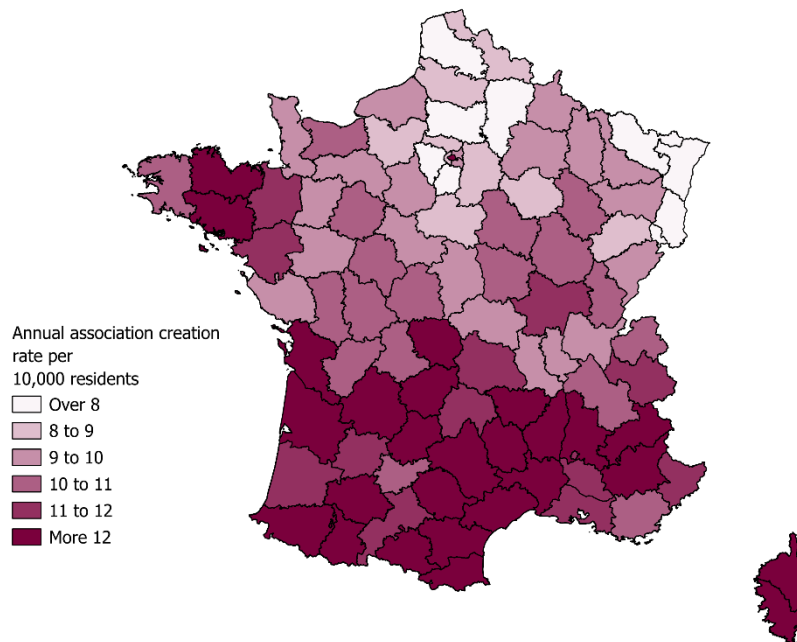 Annual association creation
rate per
10,000 residents
Over 8
8 to 9
9 to 10
10 to 11
11 to 12
More 12